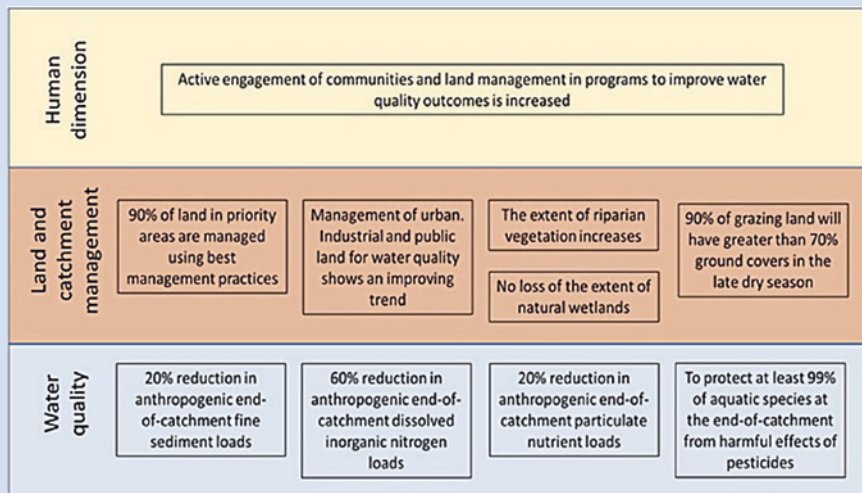 Human
dimension
Active engagement of communities and land management in programs to improve water
quality outcomes is increased
Land and
catchment
management
90% of land in priority
areas are managed
using best
management practices
Management of urban.
Industrial and public
land for water quality
shows an improving
trend
The extent of riparian
vegetation increases
No loss of the extent of
natural wetlands
90% of grazing land will
have greater than 70%
ground covers in the
late dry season
Water
quality
20% reduction in
anthropogenic end-
of-catchment fine
sediment loads
60% reduction in
anthropogenic end-of-
catchment dissolved
inorganic nitrogen
loads
20% reduction in
anthropogenic end-of-
catchment particulate
nutrient loads
To protect at least 99%
of aquatic species at
the end-of-catchment
from harmful effects of
pesticides